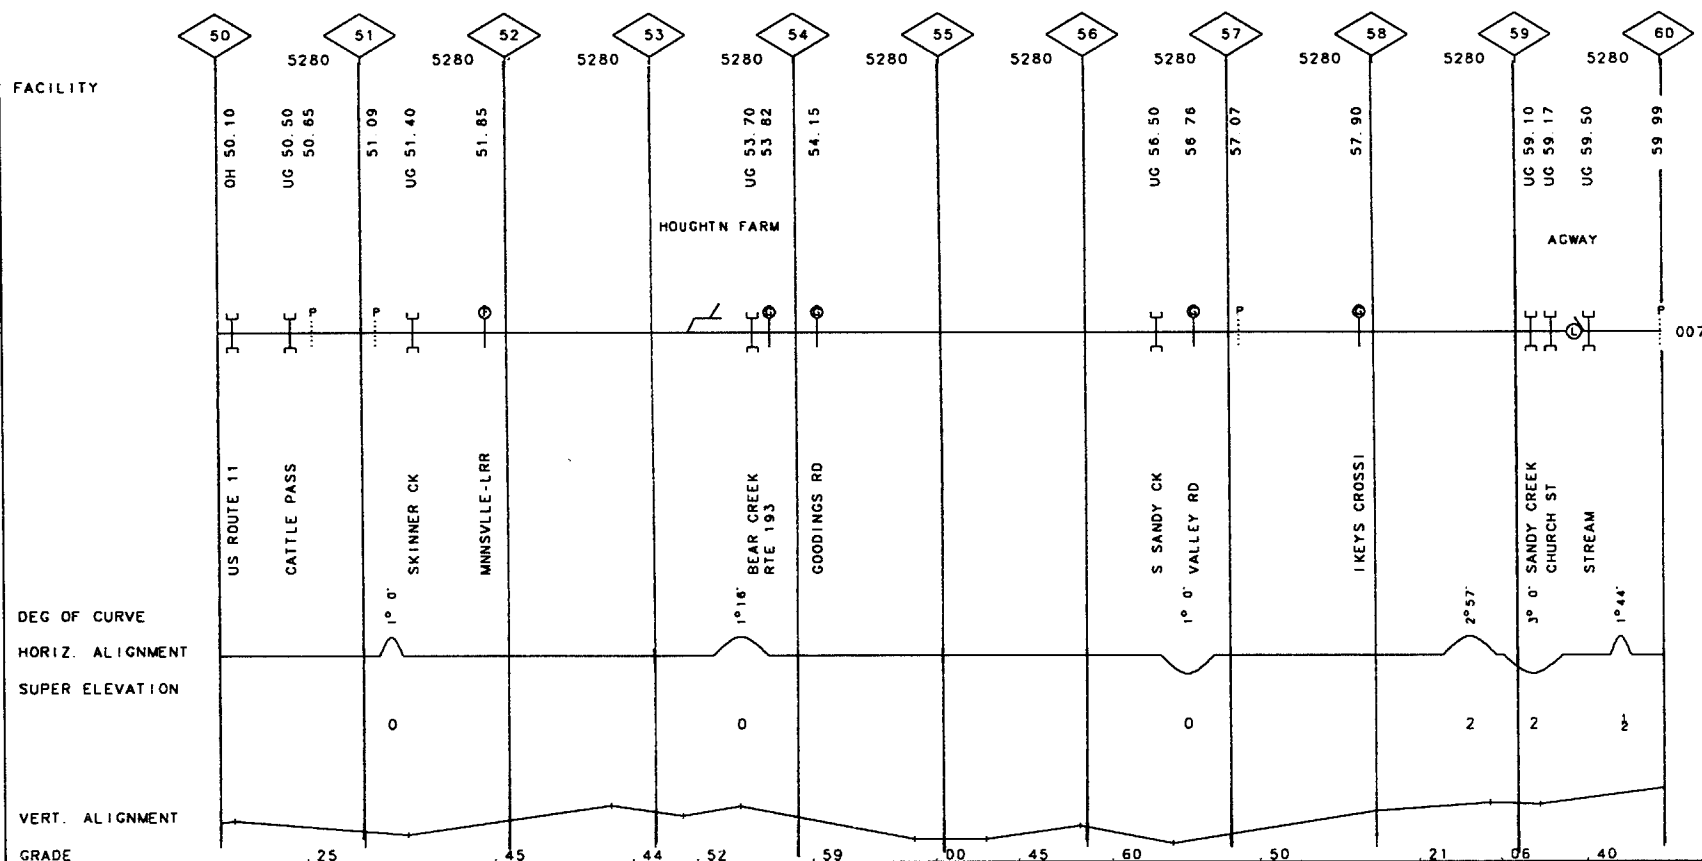 50 51 52 53 54 55 56 57 58 59 60
5280 5280 5280 5280 5280 5280 5280 5280 5280 5280
FACILITY
OH 50.10
UG 50.50
50.65
51.09
UG 51.40
51.85
UG 53.70
53 82
54.15
UG 56.50
56 76
57.07
57.90
UG 59.10
UG 59.17
UG 59.50
59 99
HOUGHTN FARM
AGWAY
P P P P
L
007
US ROUTE 11
CATTLE PASS
SKINNER CK
MNNSVLLE-LRR
BEAR CREEK
RTE 193
GOODINGS RD
S SANDY CK
VALLEY RD
IKEYS CROSSI
SANDY CREEK
CHURCH ST
STREAM
DEG OF CURVE
1° 0'
1°16'
1° 0'
2°57'
3° 0'
1°44'
HORIZ. ALIGNMENT
SUPER ELEVATION
0 0 0 2 2 ½
VERT. ALIGNMENT
GRADE .25 .45 .44 .52 .59 .00 .45 .60 .50 .21 .06 .40